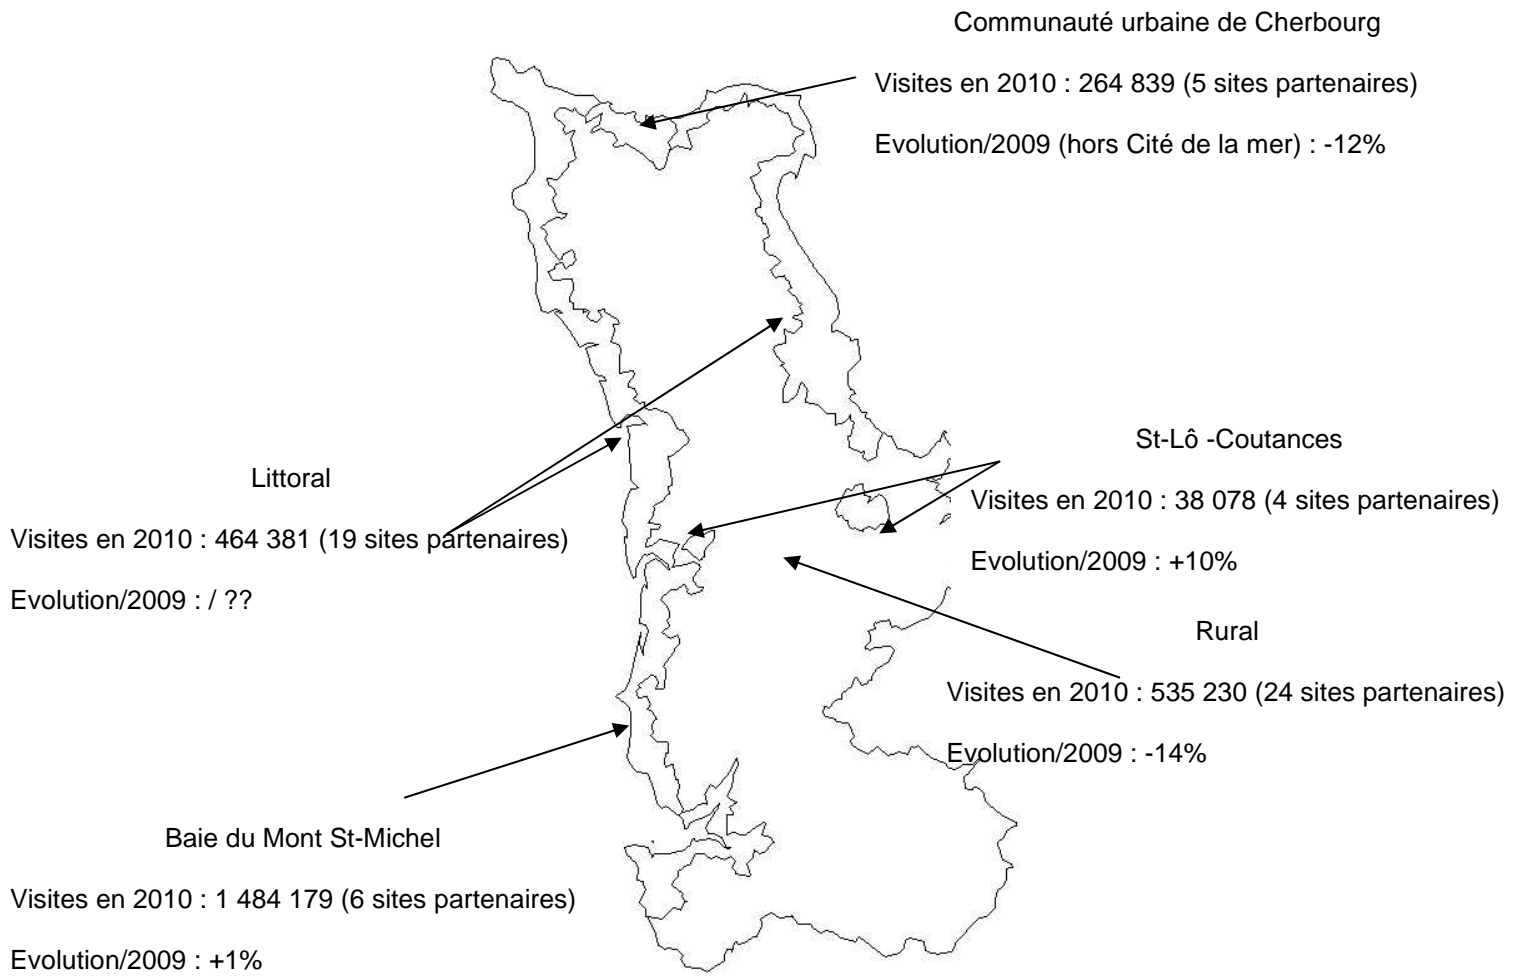 Communauté urbaine de Cherbourg
Visites en 2010 : 264 839 (5 sites partenaires)
Evolution/2009 (hors Cité de la mer) : -12%
Littoral
Visites en 2010 : 464 381 (19 sites partenaires)
Evolution/2009 : / ??
St-Lô -Coutances
Visites en 2010 : 38 078 (4 sites partenaires)
Evolution/2009 : +10%
Rural
Visites en 2010 : 535 230 (24 sites partenaires)
Evolution/2009 : -14%
Baie du Mont St-Michel
Visites en 2010 : 1 484 179 (6 sites partenaires)
Evolution/2009 : +1%